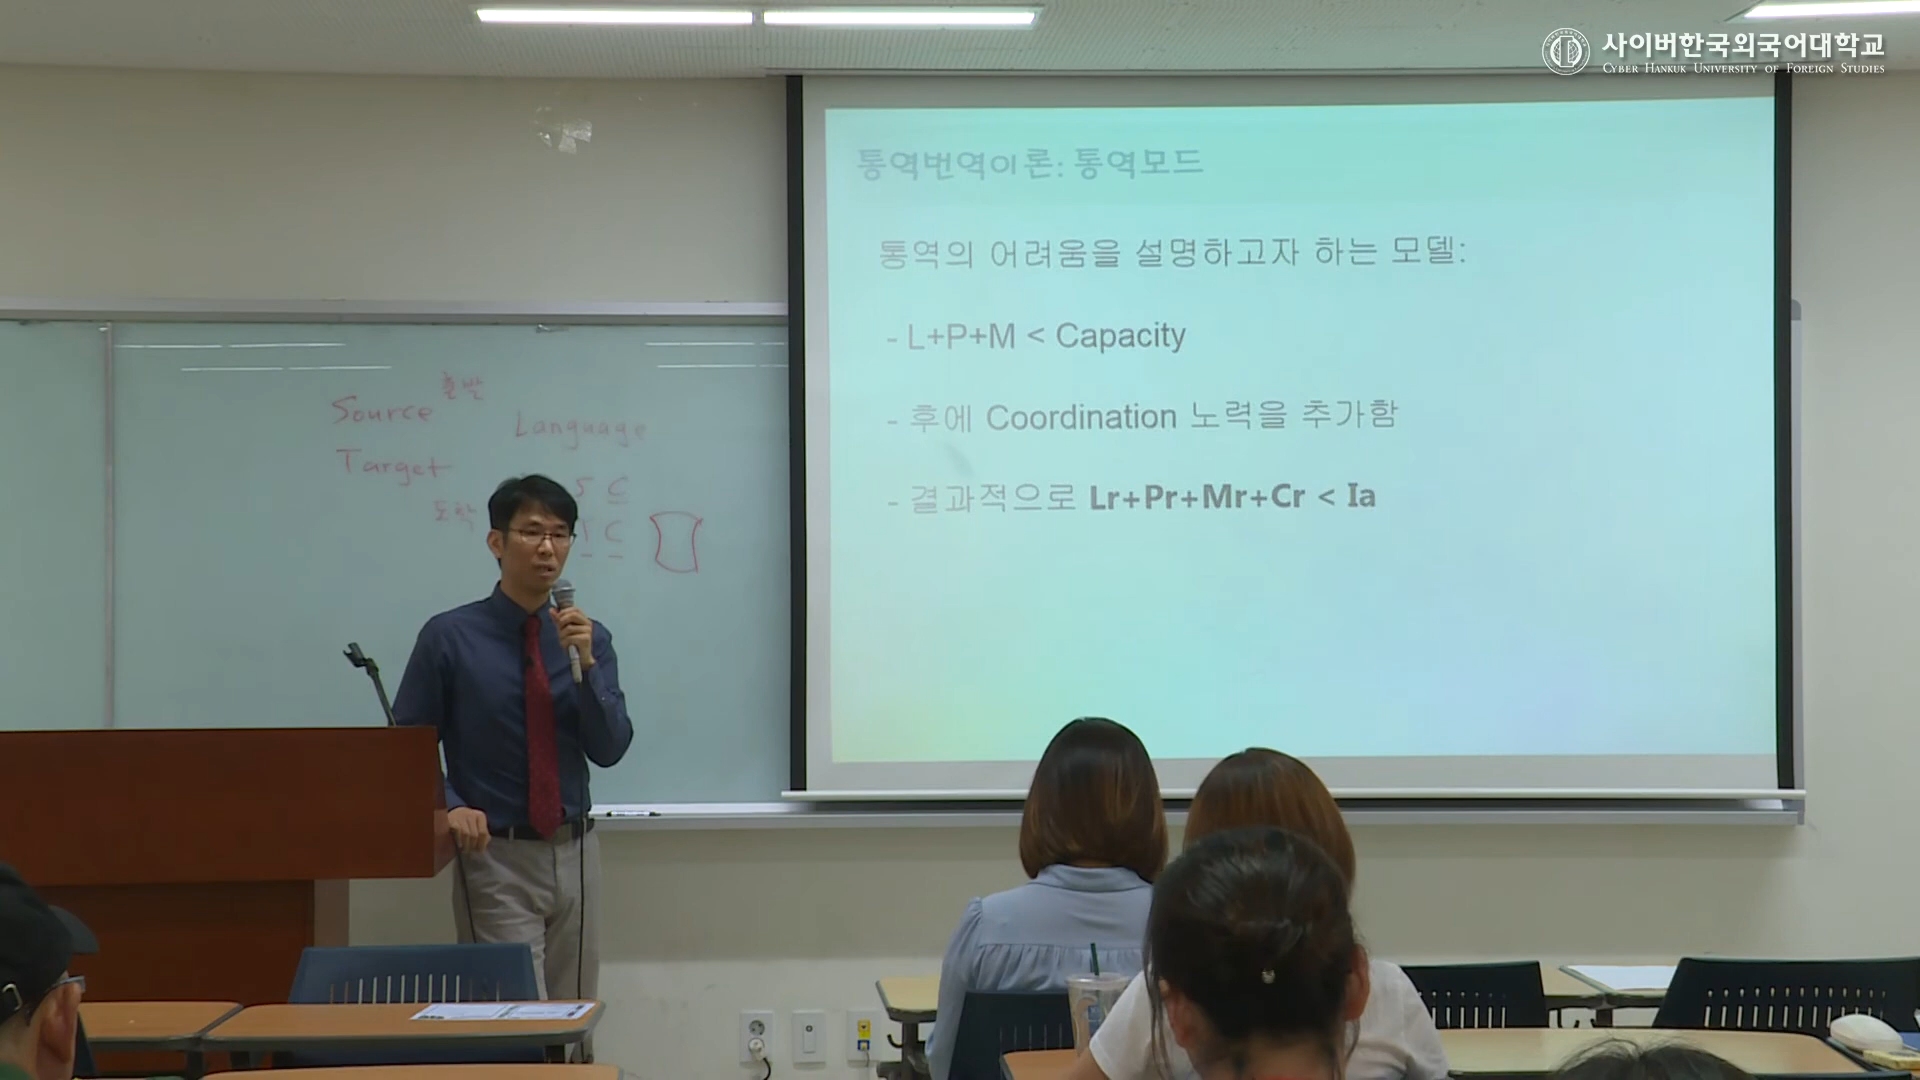 사이버한국외국어대학교
CYBER HANKUK UNIVERSITY OF FOREIGN STUDIES
통역번역이론: 통역모드
통역의 어려움을 설명하고자 하는 모델:
- L+P+M < Capacity
- 후에 Coordination 노력을 추가함
- 결과적으로 Lr+Pr+Mr+Cr < Ia
Source 출발
Language
Target
도착
S C
C